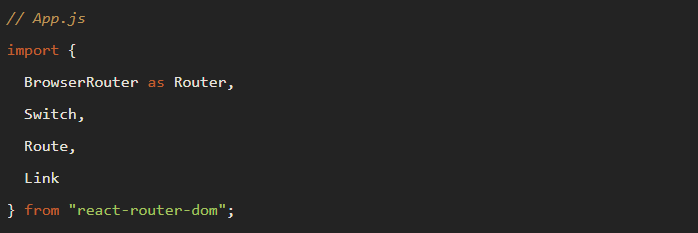 // App.js
import {
  BrowserRouter as Router,
  Switch,
  Route,
  Link
} from "react-router-dom";